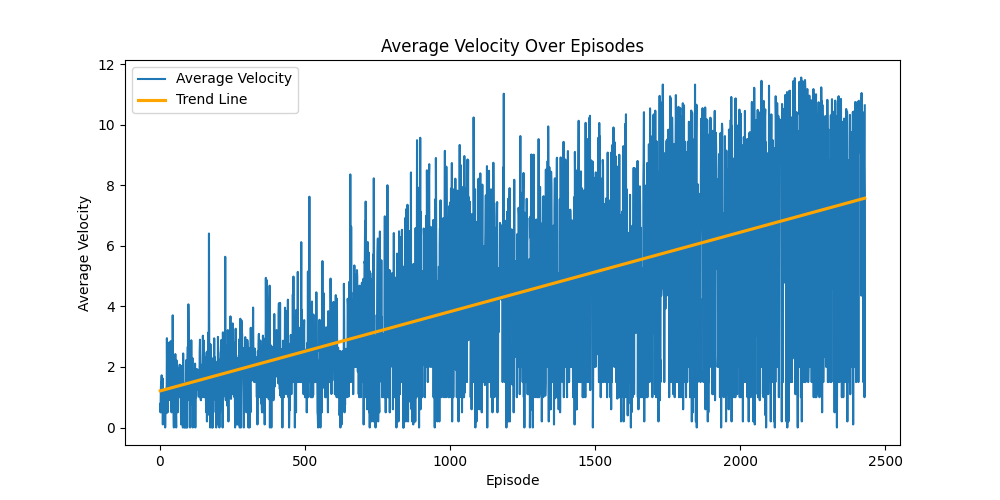 Average Velocity Over Episodes
Average Velocity
Trend Line
12
10
8
6
4
2
0
Average Velocity
0 500 1000 1500 2000 2500
Episode